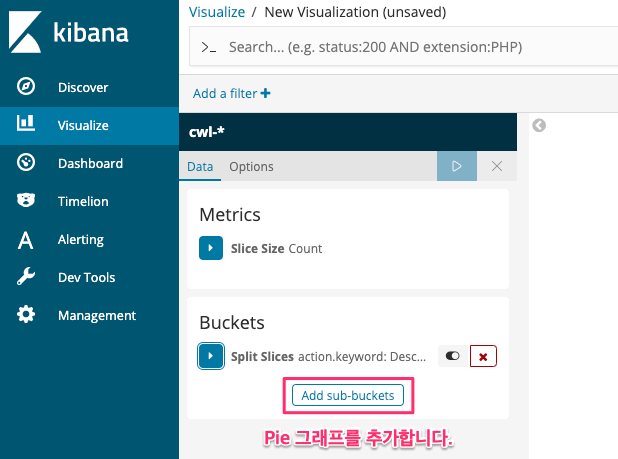 Visualize / New Visualization (unsaved)
kibana
>_ Search... (e.g. status:200 AND extension:PHP)
Discover
Add a filter +
Visualize
cwl-*
Dashboard
Data Options
Timelion
Metrics
Alerting
Slice Size Count
Dev Tools
Management
Buckets
Split Slices action.keyword: Desc...
Add sub-buckets
Pie 그래프를 추가합니다.